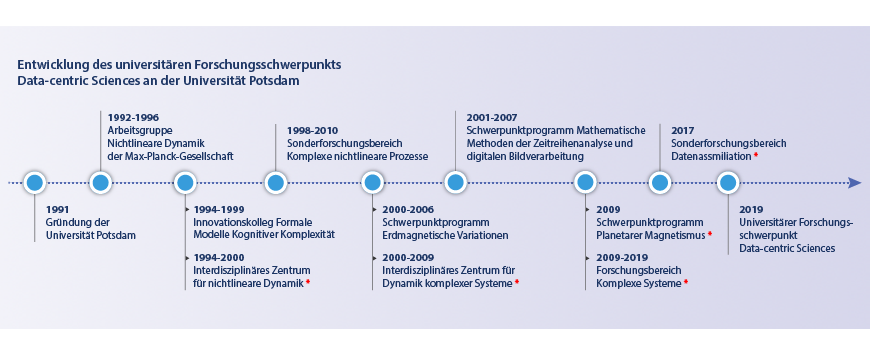 Entwicklung des universitären Forschungsschwerpunkts
Data-centric Sciences an der Universität Potsdam
1991
Gründung der
Universität Potsdam
1992-1996
Arbeitsgruppe
Nichtlineare Dynamik
der Max-Planck-Gesellschaft
1994-1999
Innovationskolleg Formale
Modelle Kognitiver Komplexität
1994-2000
Interdisziplinäres Zentrum
für nichtlineare Dynamik *
1998-2010
Sonderforschungsbereich
Komplexe nichtlineare Prozesse
2000-2006
Schwerpunktprogramm
Erdmagnetische Variationen
2000-2009
Interdisziplinäres Zentrum für
Dynamik komplexer Systeme *
2001-2007
Schwerpunktprogramm Mathematische
Methoden der Zeitreihenanalyse und
digitalen Bildverarbeitung
2009
Schwerpunktprogramm
Planetarer Magnetismus *
2009-2019
Forschungsbereich
Komplexe Systeme *
2017
Sonderforschungsbereich
Datenassmiliation *
2019
Universitärer Forschungs-
schwerpunkt
Data-centric Sciences